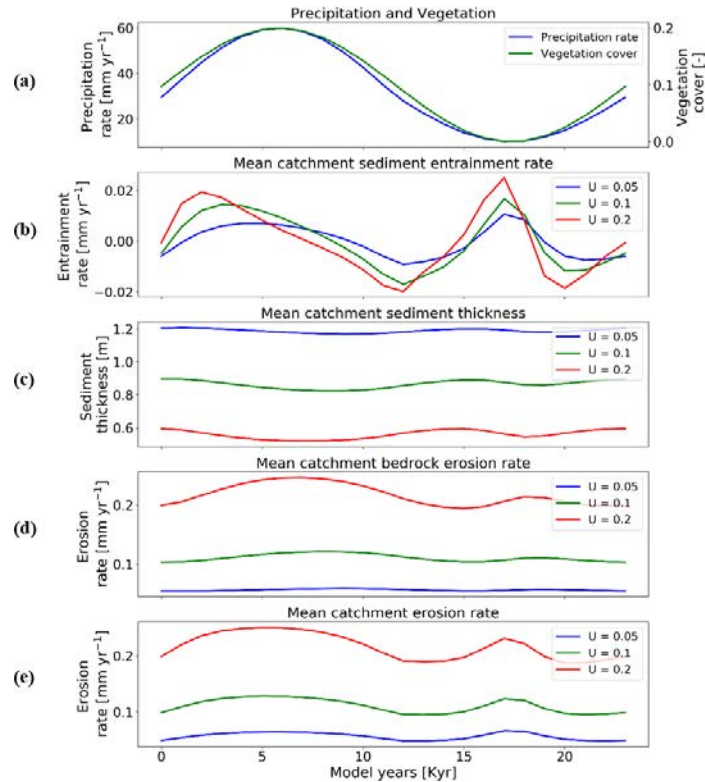 Precipitation and Vegetation
(a)
Precipitation
rate [mm yr⁻¹]
60
40
20
Precipitation rate
Vegetation cover
0.2
0.1
0.0
Vegetation
cover [-]
Mean catchment sediment entrainment rate
(b)
Entrainment
rate [mm yr⁻¹]
0.02
0.00
−0.02
U = 0.05
U = 0.1
U = 0.2
Mean catchment sediment thickness
(c)
Sediment
thickness [m]
1.2
1.0
0.8
0.6
U = 0.05
U = 0.1
U = 0.2
Mean catchment bedrock erosion rate
(d)
Erosion
rate [mm yr⁻¹]
0.2
0.1
U = 0.05
U = 0.1
U = 0.2
Mean catchment erosion rate
(e)
Erosion
rate [mm yr⁻¹]
0.2
0.1
U = 0.05
U = 0.1
U = 0.2
0 5 10 15 20
Model years [Kyr]